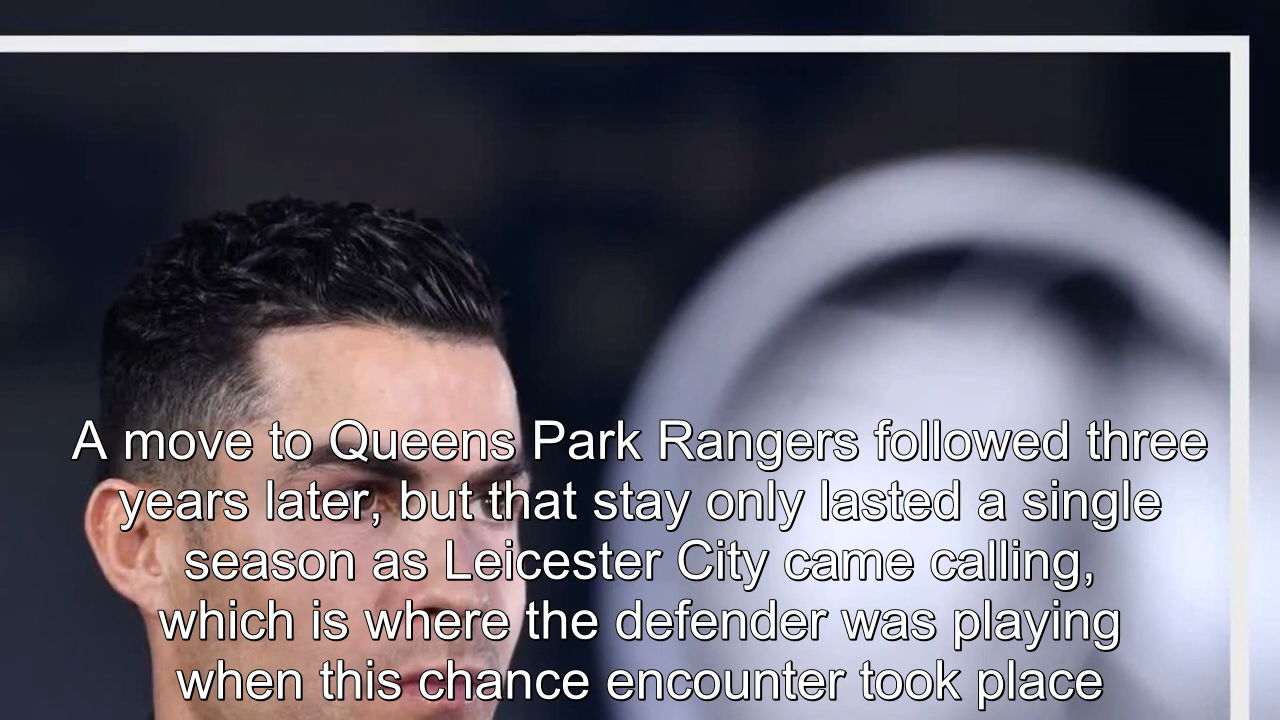 A move to Queens Park Rangers followed three
years later, but that stay only lasted a single
season as Leicester City came calling,
which is where the defender was playing
when this chance encounter took place